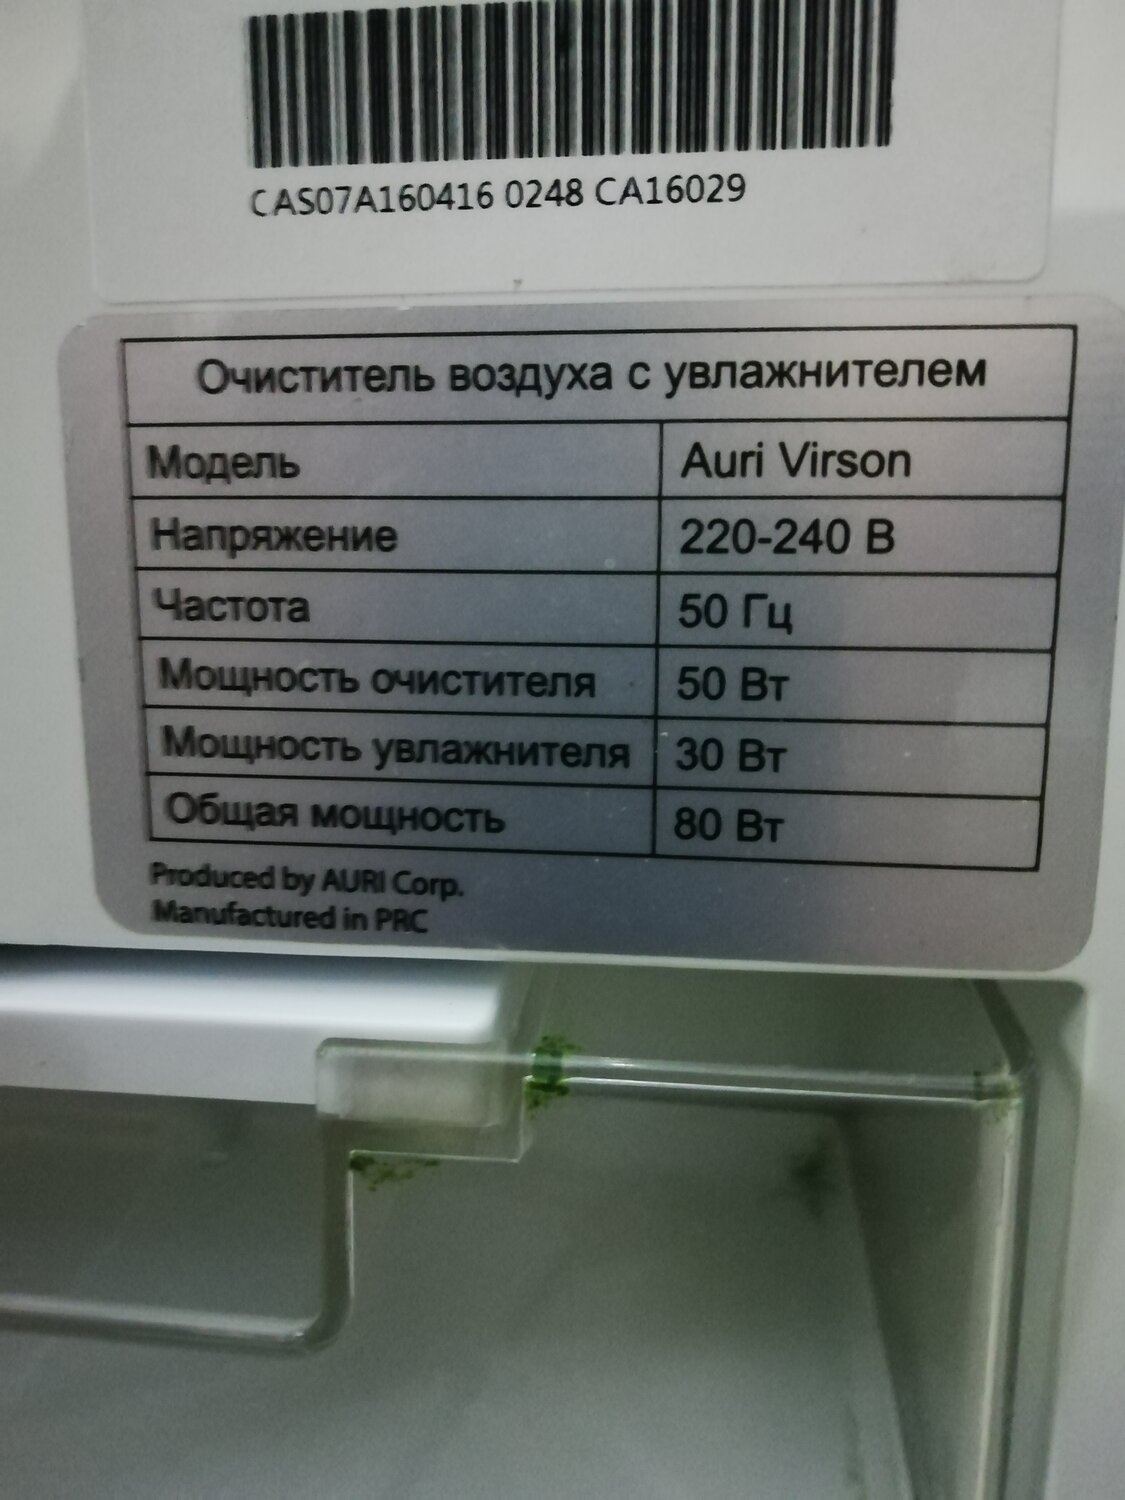 CAS07A160416 0248 CA16029
Очиститель воздуха с увлажнителем
Модель Auri Virson
Напряжение 220-240 В
Частота 50 Гц
Мощность очистителя 50 Вт
Мощность увлажнителя 30 Вт
Общая мощность 80 Вт
Produced by AURI Corp.
Manufactured in PRC